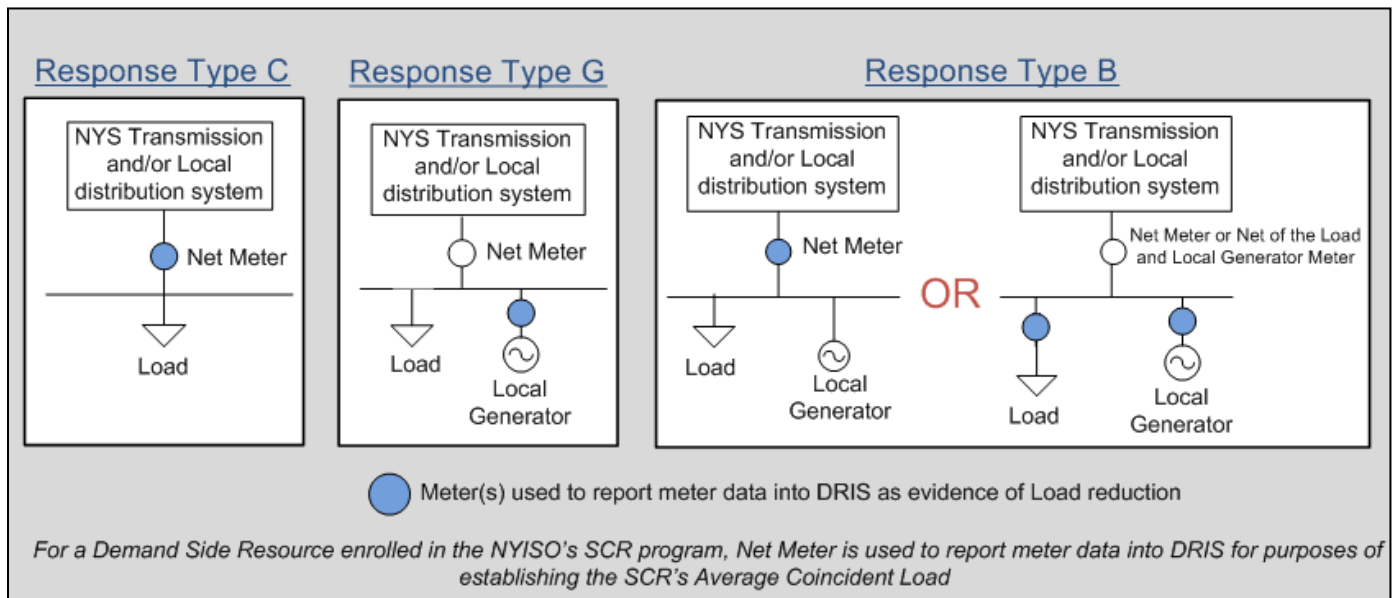 Response Type C
NYS Transmission
and/or Local
distribution system
Net Meter
Load
Response Type G
NYS Transmission
and/or Local
distribution system
Net Meter
Load
Local
Generator
Response Type B
NYS Transmission
and/or Local
distribution system
Net Meter
Load
Local
Generator
OR
NYS Transmission
and/or Local
distribution system
Net Meter or Net of the Load
and Local Generator Meter
Load
Local
Generator
Meter(s) used to report meter data into DRIS as evidence of Load reduction
For a Demand Side Resource enrolled in the NYISO's SCR program, Net Meter is used to report meter data into DRIS for purposes of
establishing the SCR's Average Coincident Load